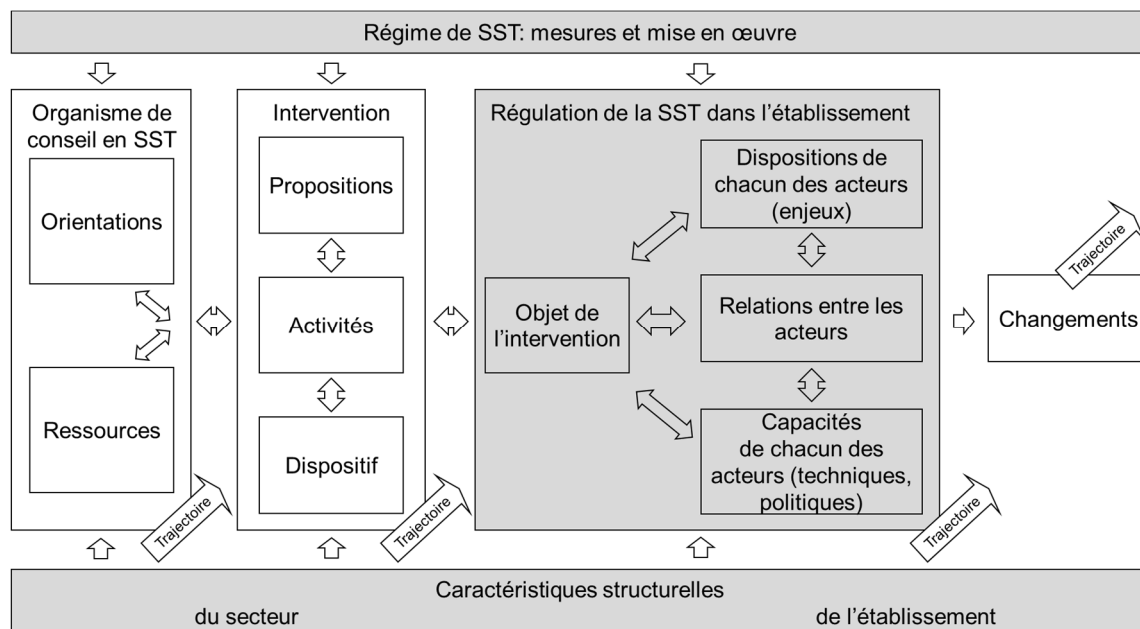 Régime de SST: mesures et mise en œuvre
Organisme de
conseil en SST
Orientations
Ressources
Trajectoire
Intervention
Propositions
Activités
Dispositif
Trajectoire
Régulation de la SST dans l’établissement
Objet de
l’intervention
Dispositions de
chacun des acteurs
(enjeux)
Relations entre les
acteurs
Capacités
de chacun des
acteurs (techniques,
politiques)
Trajectoire
Changements
Trajectoire
Caractéristiques structurelles
du secteur
de l’établissement